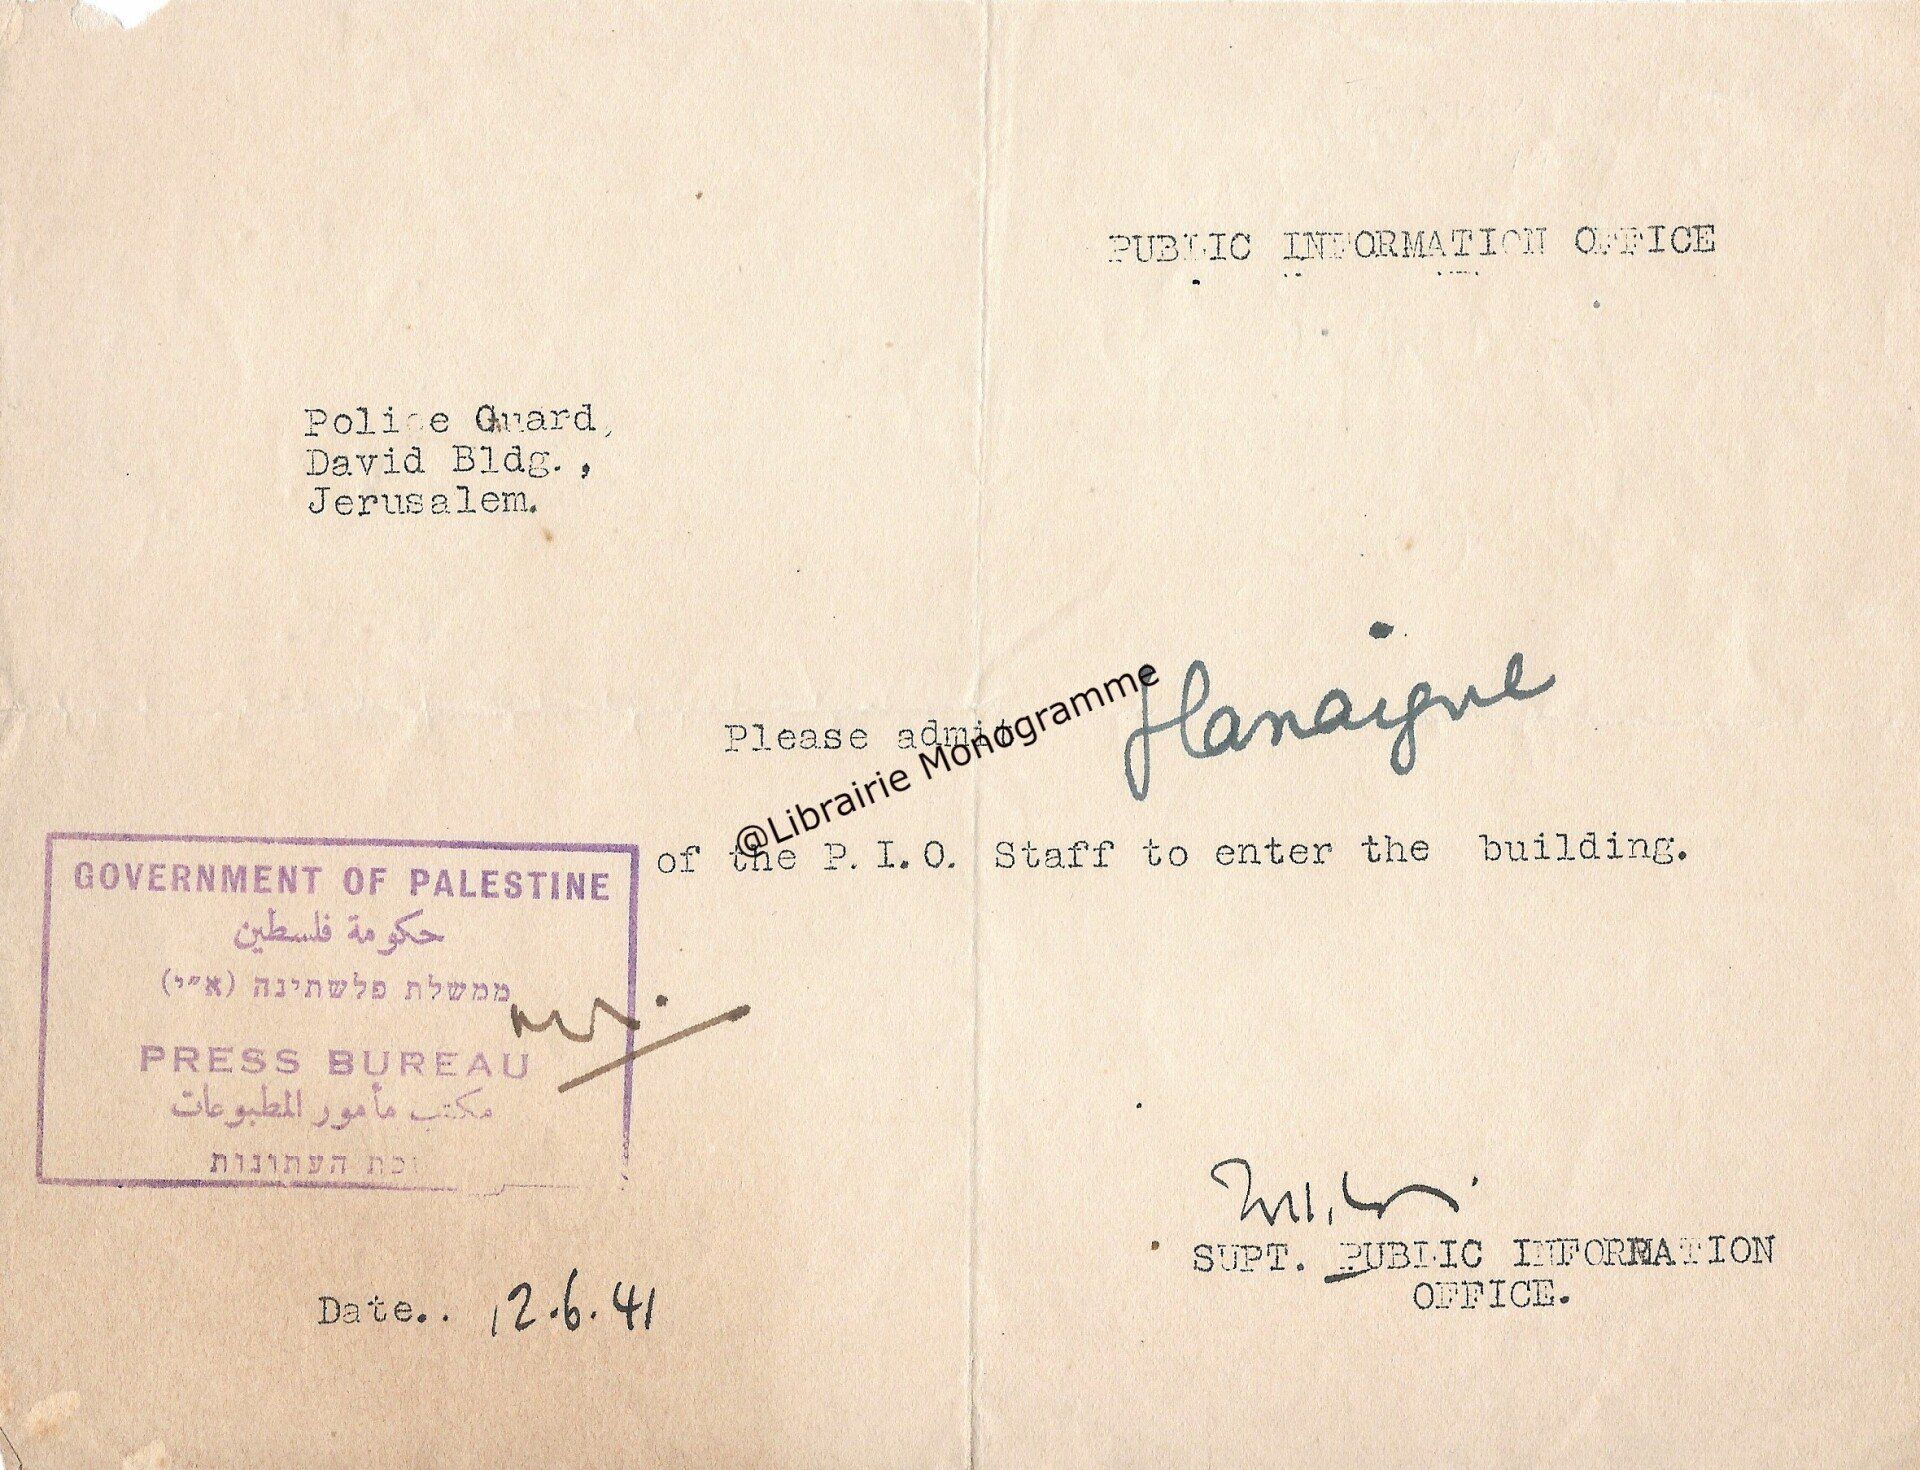 PUBLIC INFORMATION OFFICE
Police Guard,
David Bldg.,
Jerusalem.
Please admit
of the P.I.O. Staff to enter the building.
@Librairie Monogramme
GOVERNMENT OF PALESTINE
حكومة فلسطين
ממשלת פלשתינה (א״י)
PRESS BUREAU
مكتب مأمور المطبوعات
העתונות
SUPT. PUBLIC INFORMATION
OFFICE.
Date.. 12.6.41